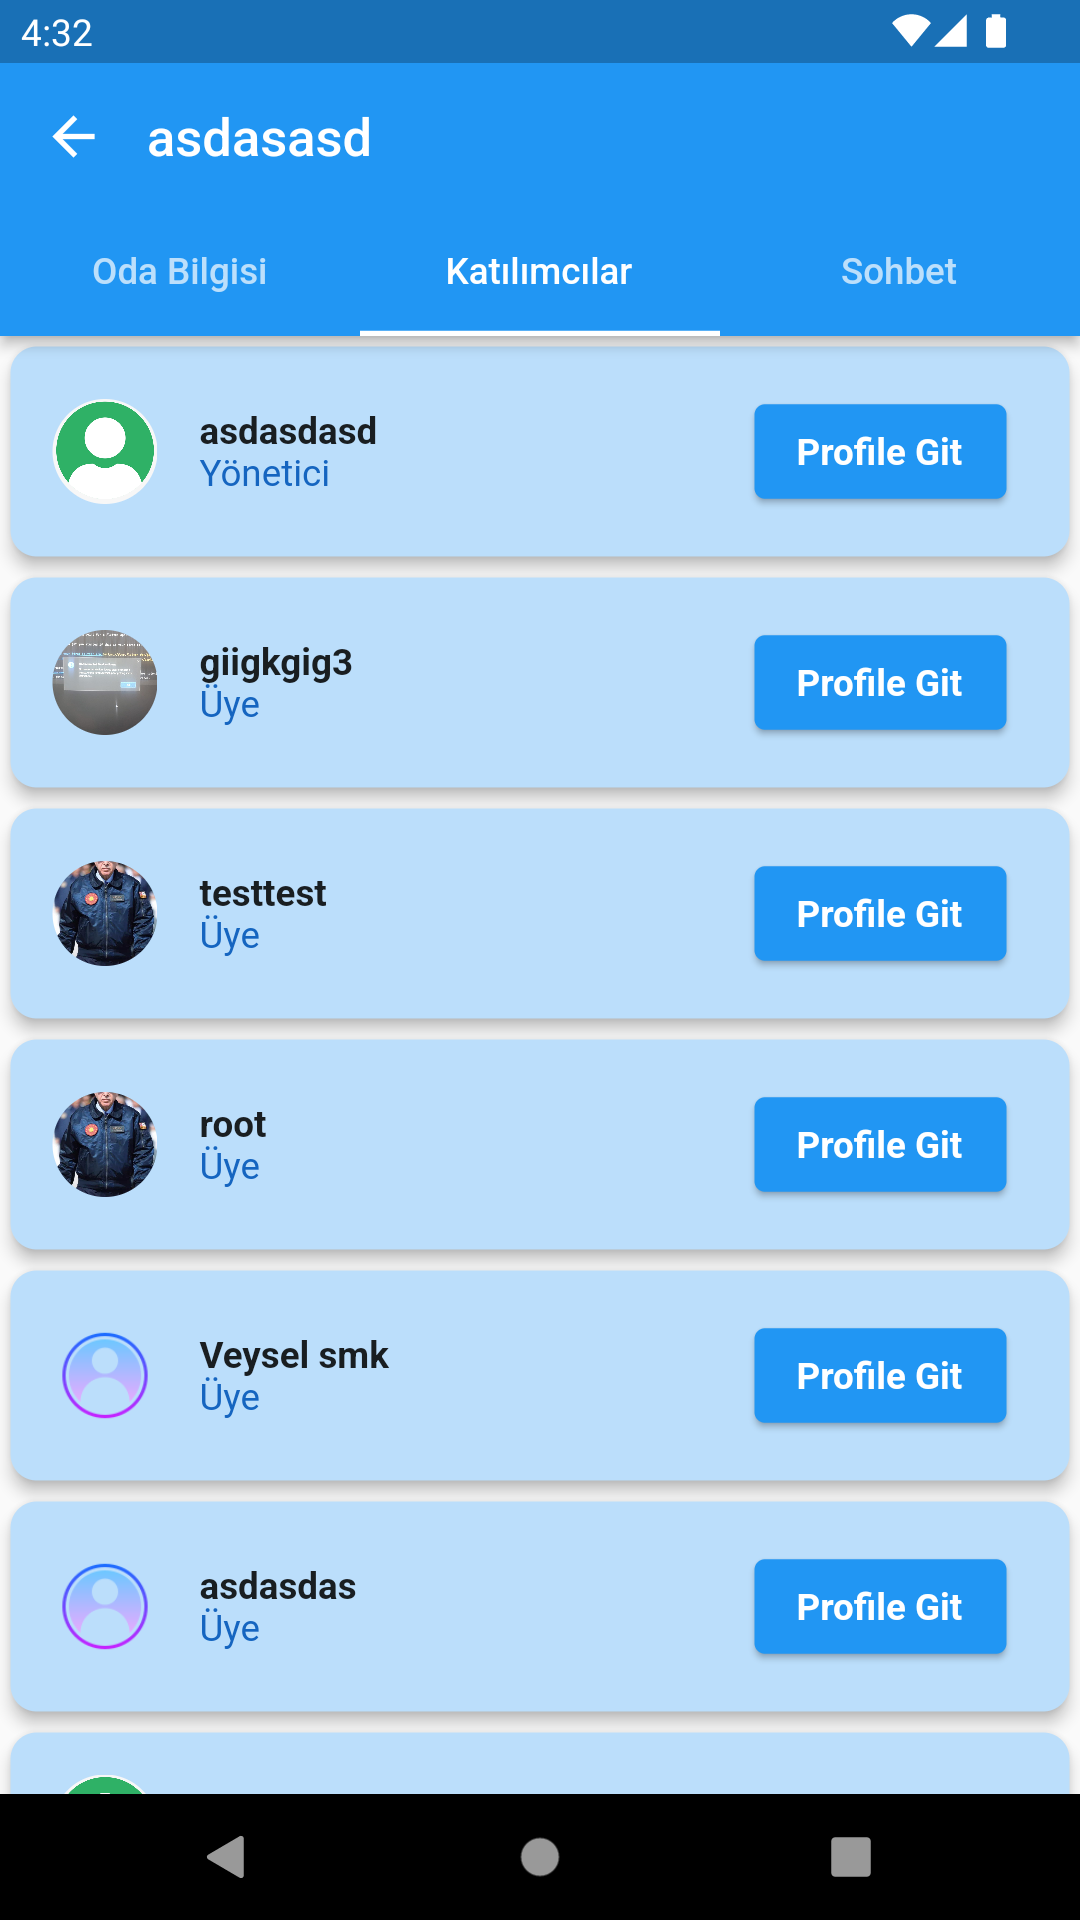 4:32
asdasasd
Oda Bilgisi
Katılımcılar
Sohbet
asdasdasd
Yönetici
Profile Git
giigkgig3
Üye
Profile Git
testtest
Üye
Profile Git
root
Üye
Profile Git
Veysel smk
Üye
Profile Git
asdasdas
Üye
Profile Git